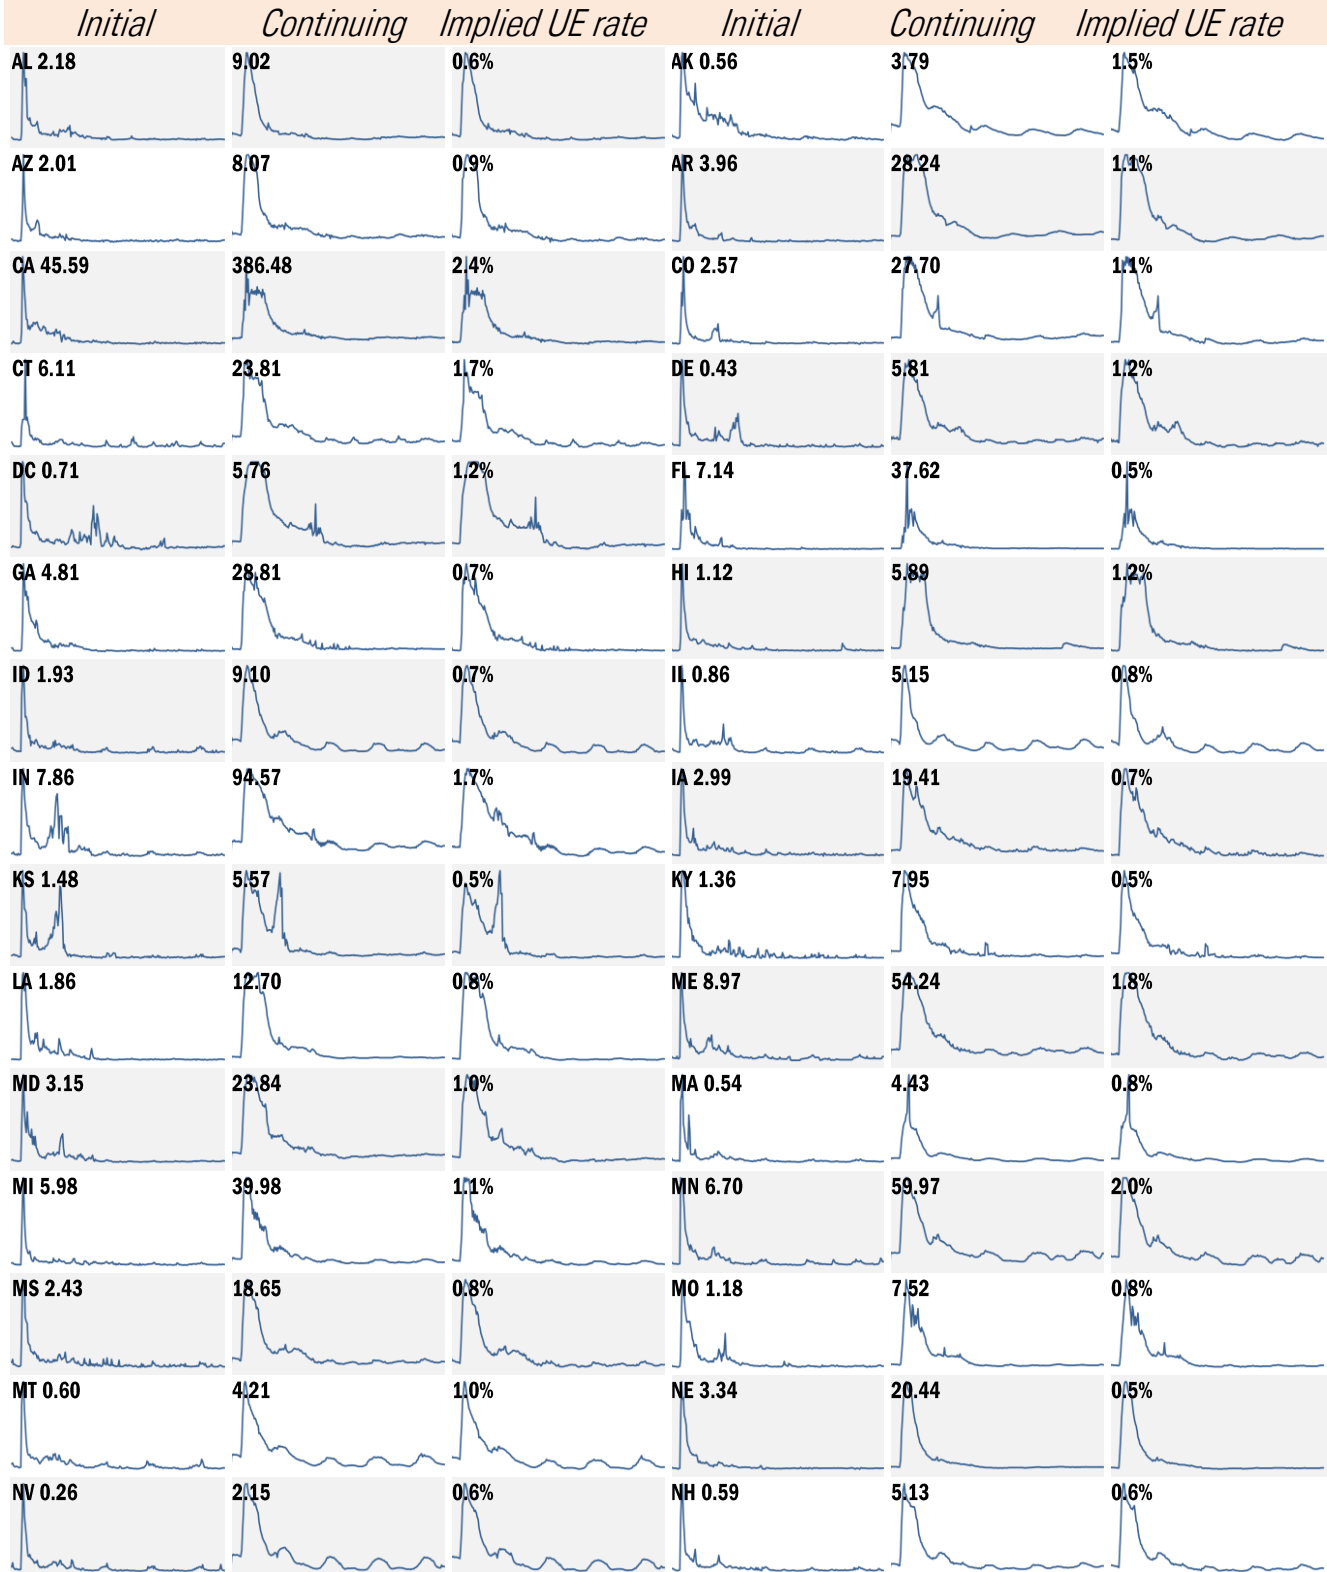 Initial Continuing Implied UE rate Initial Continuing Implied UE rate
AL 2.18 9.02 0.6% AK 0.56 3.79 1.5%
AZ 2.01 8.07 0.9% AR 3.96 28.24 1.1%
CA 45.59 386.48 2.4% CO 2.57 27.70 1.1%
CT 6.11 23.81 1.7% DE 0.43 5.81 1.2%
DC 0.71 5.76 1.2% FL 7.14 37.62 0.5%
GA 4.81 28.81 0.7% HI 1.12 5.89 1.2%
ID 1.93 9.10 0.7% IL 0.86 5.15 0.8%
IN 7.86 94.57 1.7% IA 2.99 19.41 0.7%
KS 1.48 5.57 0.5% KY 1.36 7.95 0.5%
LA 1.86 12.70 0.8% ME 8.97 54.24 1.8%
MD 3.15 23.84 1.0% MA 0.54 4.43 0.8%
MI 5.98 39.98 1.1% MN 6.70 59.97 2.0%
MS 2.43 18.65 0.8% MO 1.18 7.52 0.8%
MT 0.60 4.21 1.0% NE 3.34 20.44 0.5%
NV 0.26 2.15 0.6% NH 0.59 5.13 0.6%